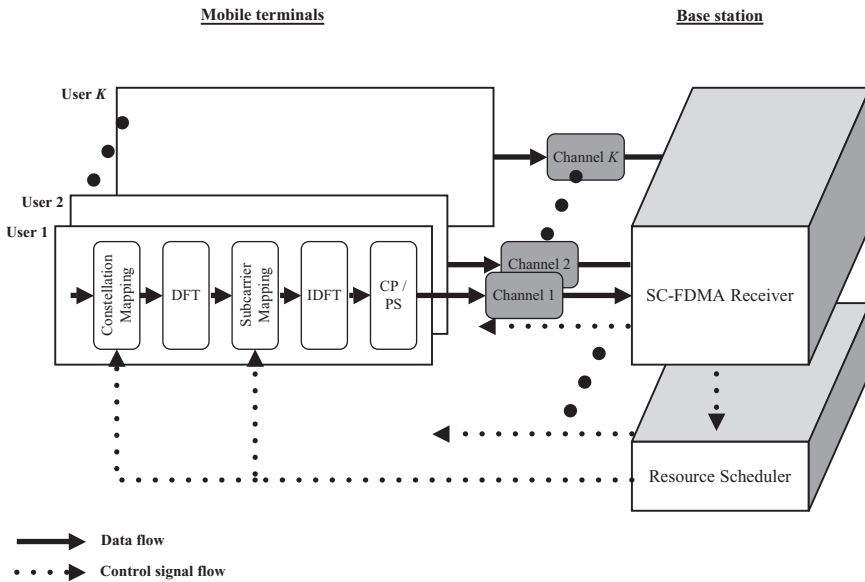 Mobile terminals
Base station
User K
Channel K
User 2
User 1
Channel 2
Constellation
Mapping
DFT
Subcarrier
Mapping
IDFT
CP /
PS
Channel 1
SC-FDMA Receiver
Resource Scheduler
Data flow
Control signal flow